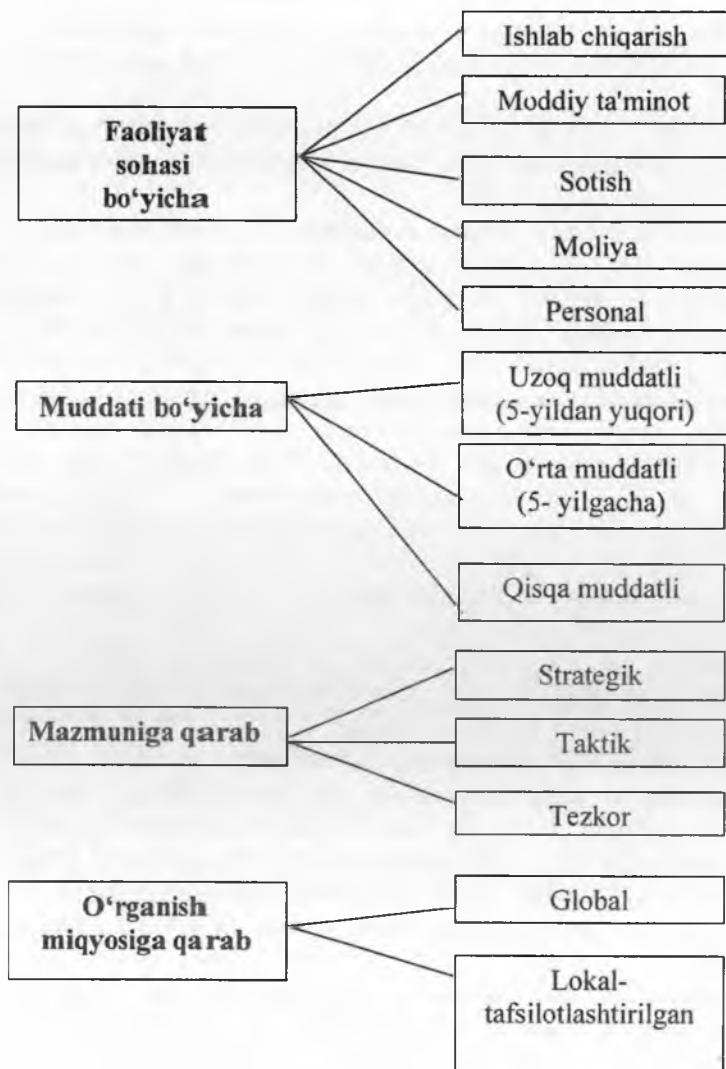 Faoliyat
sohasi
bo‘yicha
Ishlab chiqarish
Moddiy ta'minot
Sotish
Moliya
Personal
Muddati bo‘yicha
Uzoq muddatli
(5-yildan yuqori)
O‘rta muddatli
(5- yilgacha)
Qisqa muddatli
Mazmuniga qarab
Strategik
Taktik
Tezkor
O‘rganish
miqyosiga qarab
Global
Lokal-
tafsilotlashtirilgan